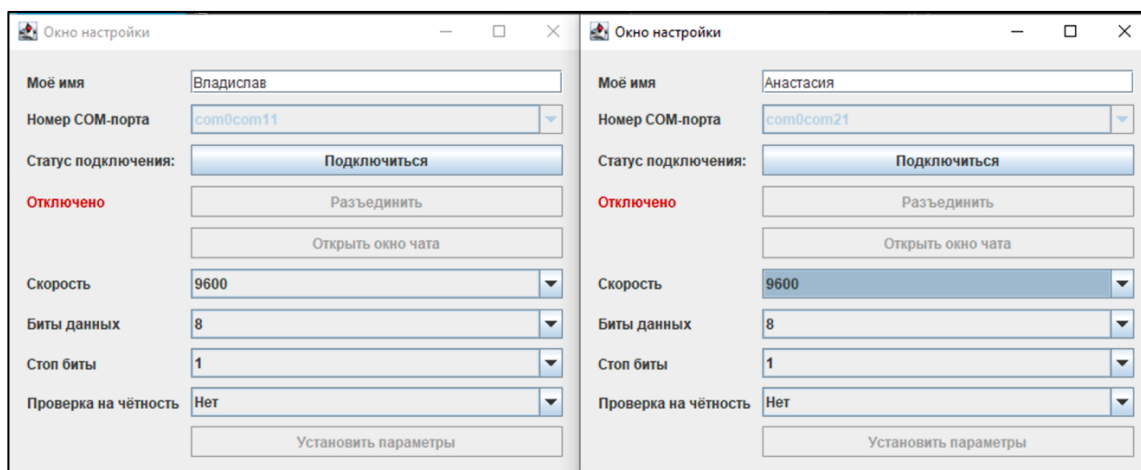 Окно настройки
Моё имя Владислав
Номер COM-порта com0com11
Статус подключения: Подключиться
Отключено Разъединить
Открыть окно чата
Скорость 9600
Биты данных 8
Стоп биты 1
Проверка на чётность Нет
Установить параметры
Окно настройки
Моё имя Анастасия
Номер COM-порта com0com21
Статус подключения: Подключиться
Отключено Разъединить
Открыть окно чата
Скорость 9600
Биты данных 8
Стоп биты 1
Проверка на чётность Нет
Установить параметры